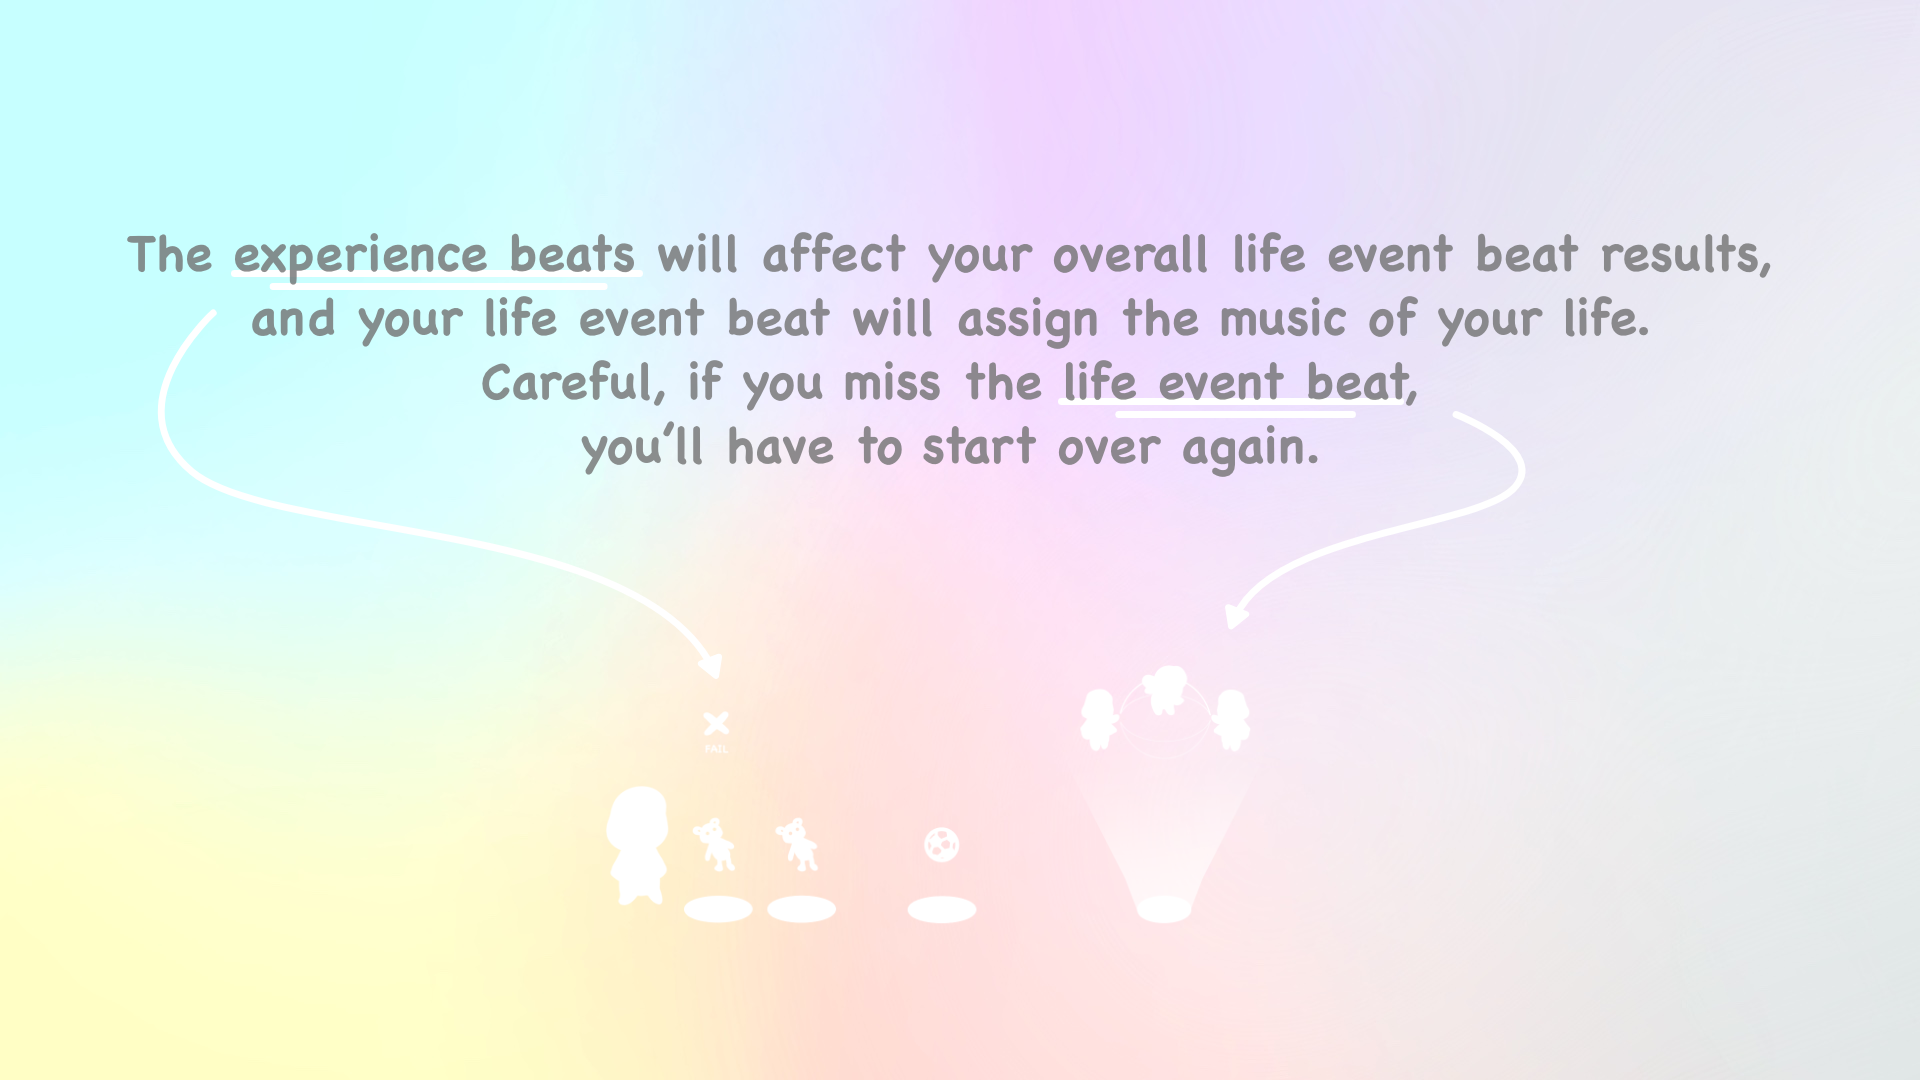 The experience beats will affect your overall life event beat results,
and your life event beat will assign the music of your life.
Careful, if you miss the life event beat,
you'll have to start over again.
FAIL